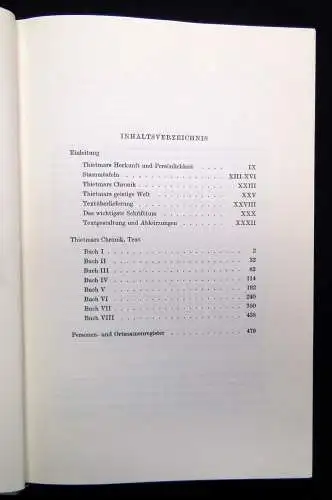 INHALTSVERZEICHNIS
Einleitung
Thietmars Herkunft und Persönlichkeit . . . . . IX
Stammtafeln . . . . . XIII-XVI
Thietmars Chronik . . . . . XXIII
Thietmars geistige Welt . . . . . XXV
Textüberlieferung . . . . . XXVIII
Das wichtigste Schrifttum . . . . . XXX
Textgestaltung und Abkürzungen . . . . . XXXII
Thietmars Chronik, Text
Buch I . . . . . 2
Buch II . . . . . 32
Buch III . . . . . 82
Buch IV . . . . . 114
Buch V . . . . . 192
Buch VI . . . . . 240
Buch VII . . . . . 350
Buch VIII . . . . . 438
Personen- und Ortsnamenregister . . . . . 479